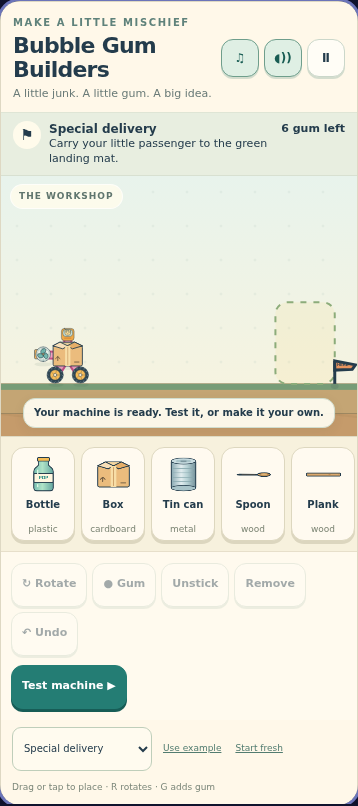 MAKE A LITTLE MISCHIEF
Bubble Gum
Builders
A little junk. A little gum. A big idea.
Special delivery
6 gum left
Carry your little passenger to the green
landing mat.
THE WORKSHOP
Your machine is ready. Test it, or make it your own.
Bottle
Box
Tin can
Spoon
Plank
plastic
cardboard
metal
wood
wood
↻ Rotate
● Gum
Unstick
Remove
↶ Undo
Test machine ▶
Special delivery
Use example
Start fresh
Drag or tap to place · R rotates · G adds gum